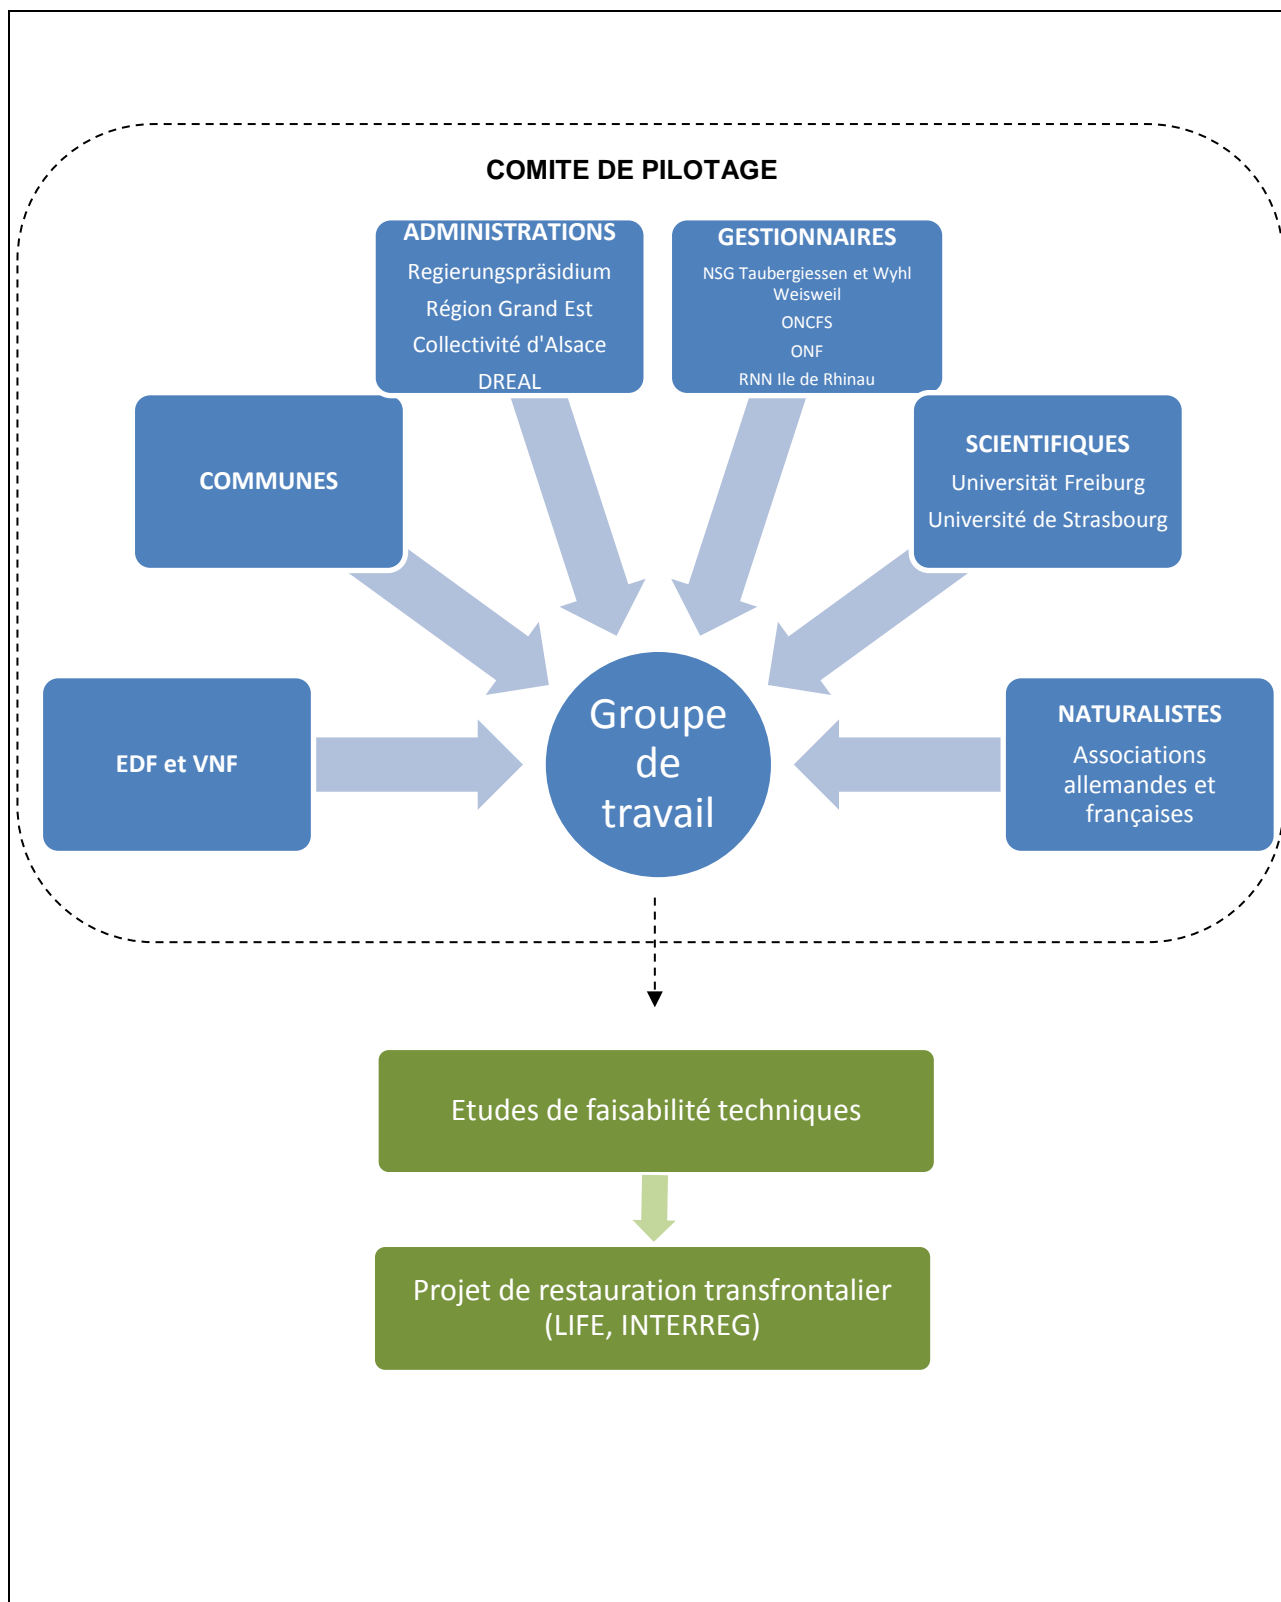 COMITE DE PILOTAGE
ADMINISTRATIONS
Regierungspräsidium
Région Grand Est
Collectivité d'Alsace
DREAL
GESTIONNAIRES
NSG Taubergiessen et Wyhl
Weisweil
ONCFS
ONF
RNN Ile de Rhinau
COMMUNES
SCIENTIFIQUES
Universität Freiburg
Université de Strasbourg
EDF et VNF
Groupe
de
travail
NATURALISTES
Associations
allemandes et
françaises
Etudes de faisabilité techniques
Projet de restauration transfrontalier
(LIFE, INTERREG)